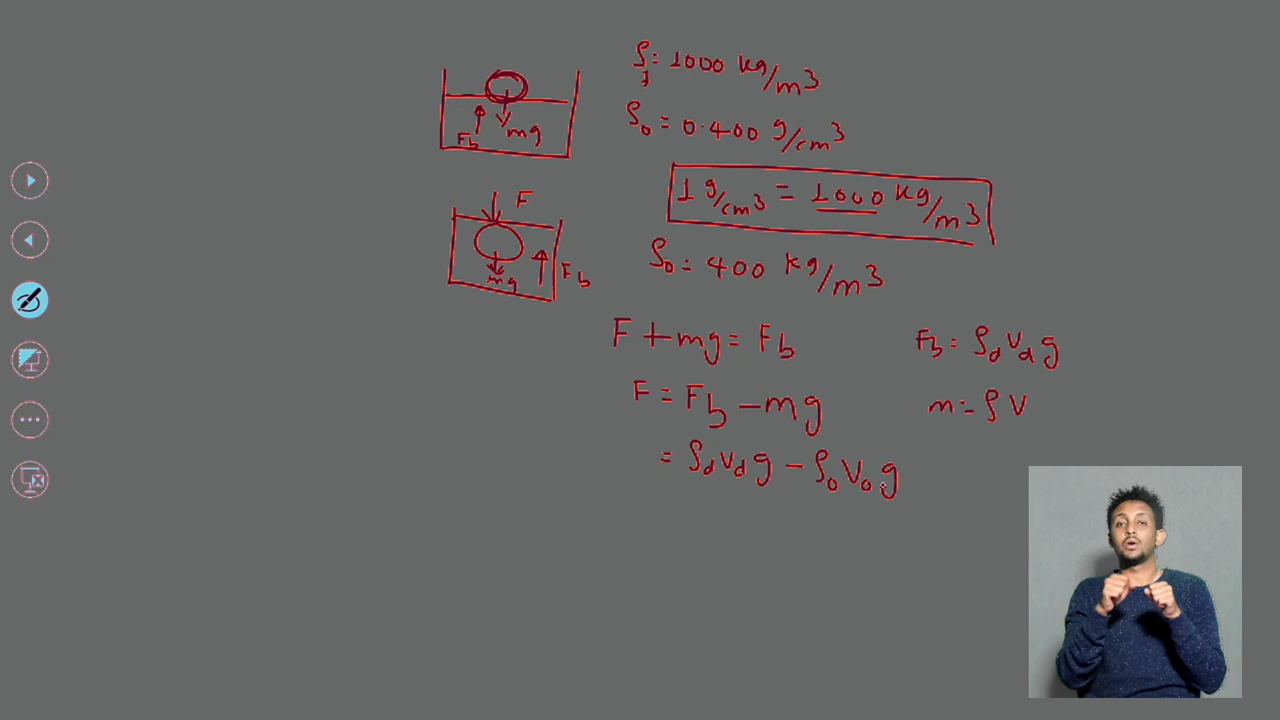 ρf = 1000 kg/m³
mg
Fb
ρo = 0.400 g/cm³
1 g/cm³ = 1000 kg/m³
F
mg
Fb
ρo = 400 kg/m³
F + mg = Fb
Fb = ρd Vd g
F = Fb - mg
m = ρV
= ρd Vd g - ρo Vo g